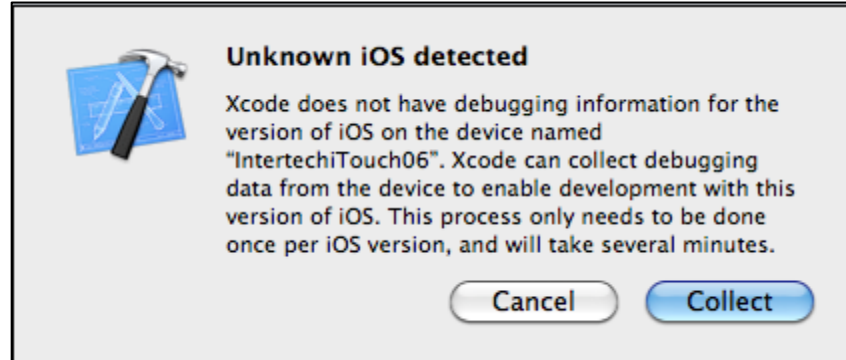 Unknown iOS detected
Xcode does not have debugging information for the
version of iOS on the device named
“IntertechiTouch06”. Xcode can collect debugging
data from the device to enable development with this
version of iOS. This process only needs to be done
once per iOS version, and will take several minutes.
Cancel Collect